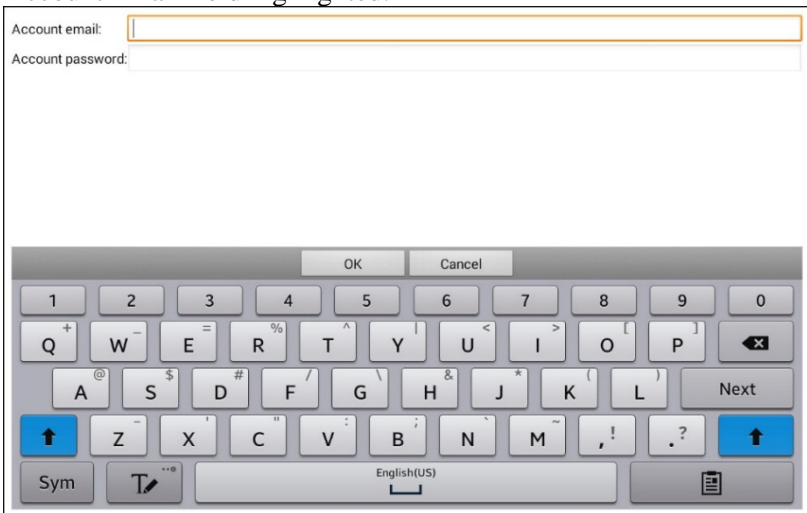 Account email:
Account password:
OK Cancel
1 2 3 4 5 6 7 8 9 0
Q + W _ E = R % T ^ Y | U < I > O [ P ]
A @ S $ D # F / G \ H & J * K ( L ) Next
Z - X ' C " V : B ; N ` M ~ , ! . ?
Sym T English(US)